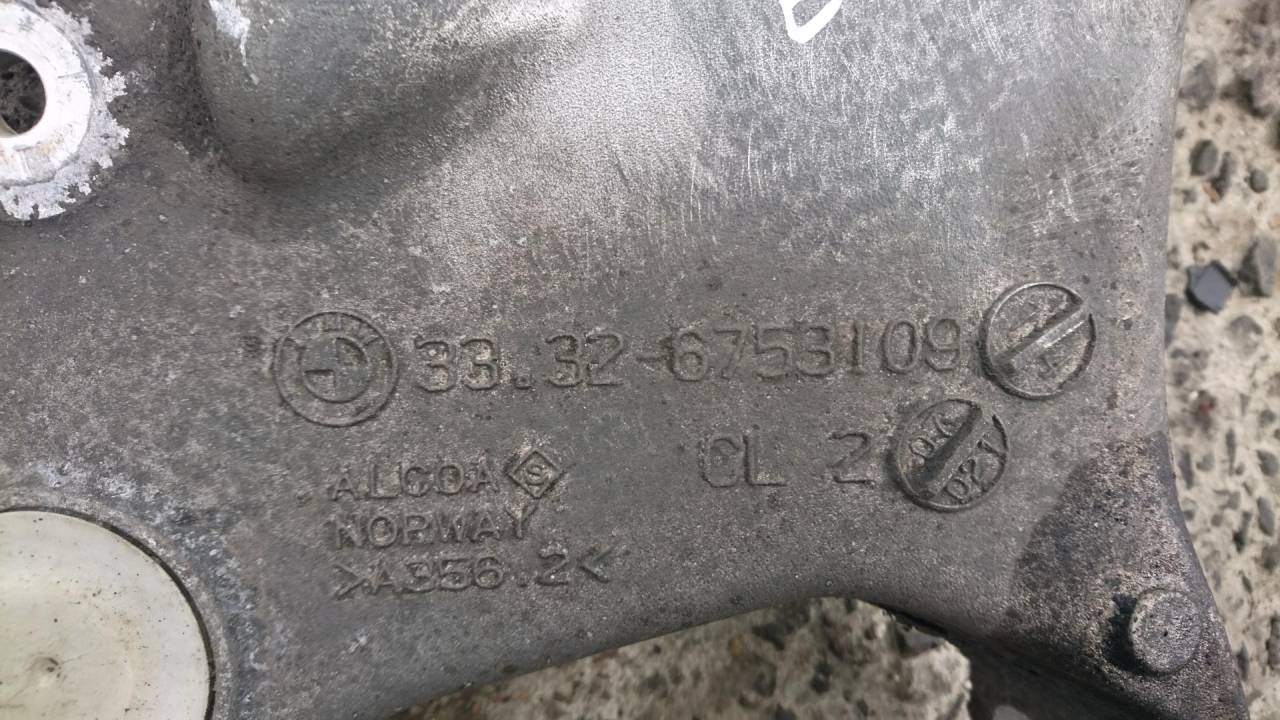 33.32-6753109
CL 2
ALCOA
NORWAY
>A356.2<